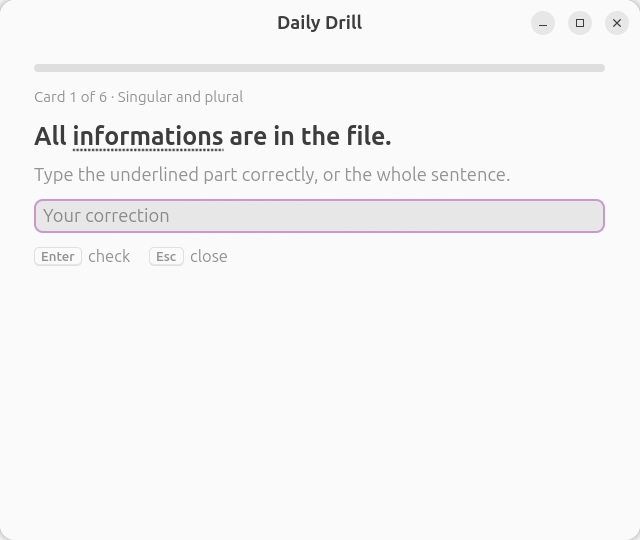 Daily Drill
Card 1 of 6 · Singular and plural
All informations are in the file.
Type the underlined part correctly, or the whole sentence.
Your correction
Enter check Esc close